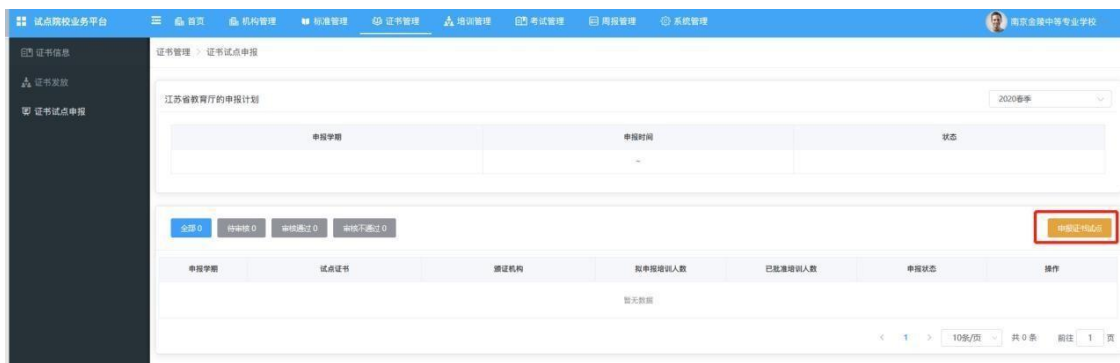 试点院校业务平台 首页 机构管理 标准管理 证书管理 培训管理 考试管理 周报管理 系统管理 南京金陵中等专业学校
证书信息 证书管理 > 证书试点申报
证书发放
江苏省教育厅的申报计划 2020春季
证书试点申报
申报学期 申报时间 状态
-
全部 0 待审核 0 审核通过 0 审核不通过 0 申报证书试点
申报学期 试点证书 颁证机构 拟申报培训人数 已批准培训人数 申报状态 操作
暂无数据
< 1 > 10条/页 共 0 条 前往 1 页